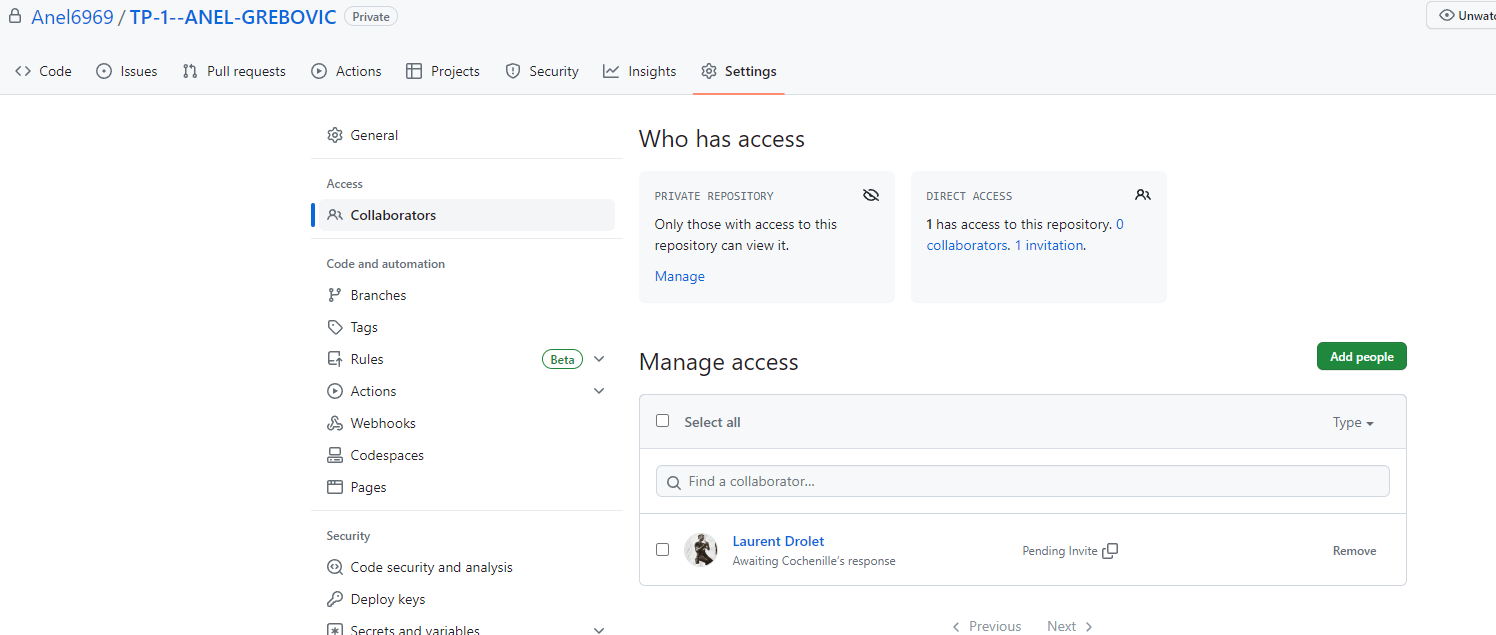 Anel6969 / TP-1--ANEL-GREBOVIC Private
Code Issues Pull requests Actions Projects Security Insights Settings
General
Access
Collaborators
Code and automation
Branches
Tags
Rules Beta
Actions
Webhooks
Codespaces
Pages
Security
Code security and analysis
Deploy keys
Secrets and variables
Who has access
PRIVATE REPOSITORY
Only those with access to this
repository can view it.
Manage
DIRECT ACCESS
1 has access to this repository. 0
collaborators. 1 invitation.
Manage access
Add people
Select all Type
Find a collaborator...
Laurent Drolet
Awaiting Cochenille's response
Pending Invite
Remove
Previous Next